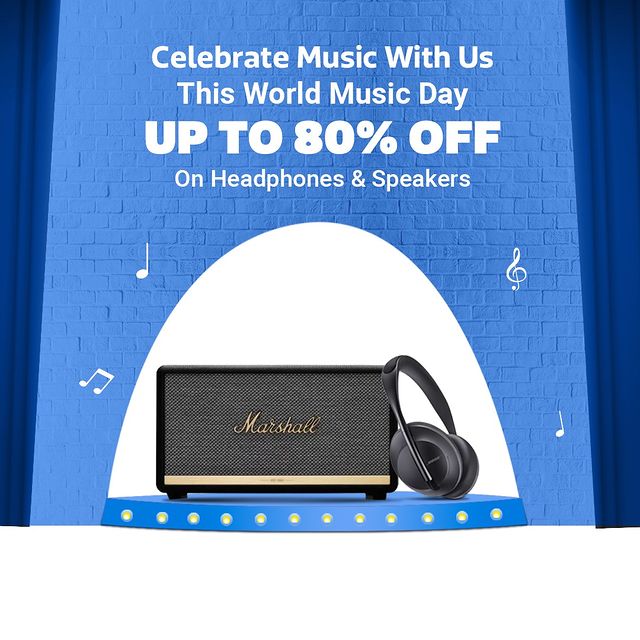 Celebrate Music With Us
This World Music Day
UP TO 80% OFF
On Headphones & Speakers
Marshall